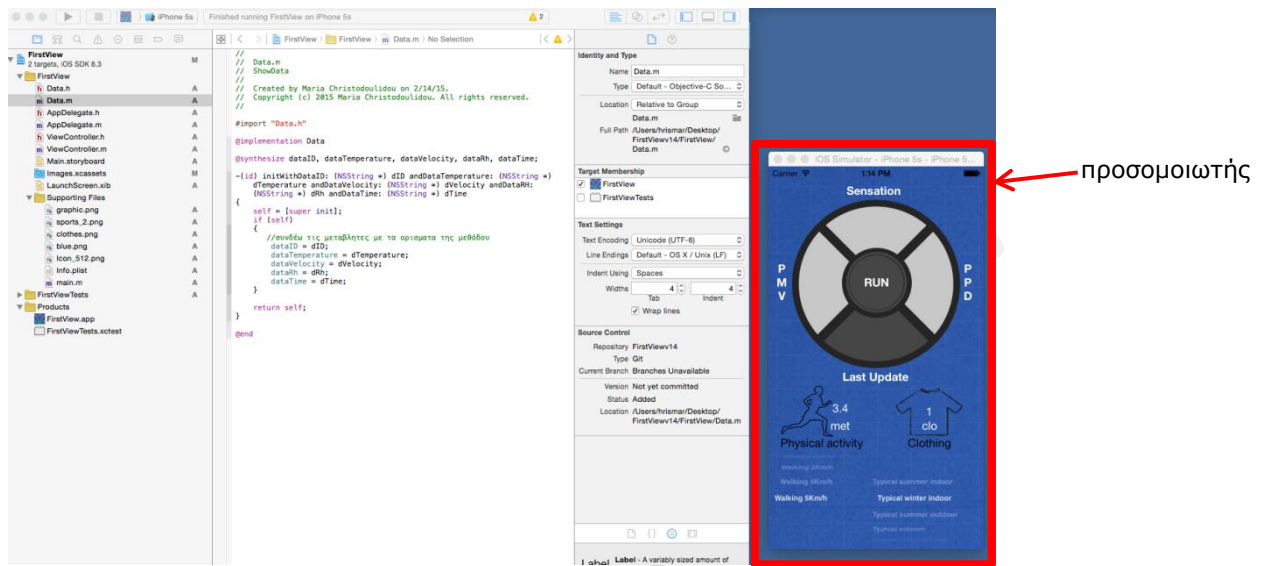 iPhone 5s
Finished running FirstView on iPhone 5s
2
FirstView
2 targets, iOS SDK 8.3
M
FirstView
Data.h A
Data.m A
AppDelegate.h A
AppDelegate.m A
ViewController.h A
ViewController.m A
Main.storyboard A
Images.xcassets M
LaunchScreen.xib A
Supporting Files
graphic.png A
sports_2.png A
clothes.png A
blue.png A
Icon_512.png A
Info.plist A
main.m A
FirstViewTests A
Products
FirstView.app
FirstViewTests.xctest
FirstView FirstView Data.m No Selection
//
// Data.m
// ShowData
//
// Created by Maria Christodoulidou on 2/14/15.
// Copyright (c) 2015 Maria Christodoulidou. All rights reserved.
//
#import "Data.h"
@implementation Data
@synthesize dataID, dataTemperature, dataVelocity, dataRh, dataTime;
-(id) initWithDataID: (NSString *) dID andDataTemperature: (NSString *)
dTemperature andDataVelocity: (NSString *) dVelocity andDataRH:
(NSString *) dRh andDataTime: (NSString *) dTime
{
self = [super init];
if (self)
{
//συνδέω τις μεταβλητες με τα ορισματα της μεθόδου
dataID = dID;
dataTemperature = dTemperature;
dataVelocity = dVelocity;
dataRh = dRh;
dataTime = dTime;
}
return self;
}
@end
Identity and Type
Name Data.m
Type Default - Objective-C So...
Location Relative to Group
Data.m
Full Path /Users/hrismar/Desktop/
FirstViewv14/FirstView/
Data.m
Target Membership
FirstView
FirstViewTests
Text Settings
Text Encoding Unicode (UTF-8)
Line Endings Default - OS X / Unix (LF)
Indent Using Spaces
Widths 4 4
Tab Indent
Wrap lines
Source Control
Repository FirstViewv14
Type Git
Current Branch Branches Unavailable
Version Not yet committed
Status Added
Location /Users/hrismar/Desktop/
FirstViewv14/FirstView/Data.m
Label Label - A variably sized amount of
iOS Simulator - iPhone 5s - iPhone 5...
Carrier 1:14 PM
Sensation
PMV
RUN
PPD
Last Update
3.4
met
1
clo
Physical activity Clothing
Walking 4Km/h Typical summer indoor
Walking 5Km/h Typical winter indoor
Typical summer outdoor
Typical autumn
προσομοιωτής